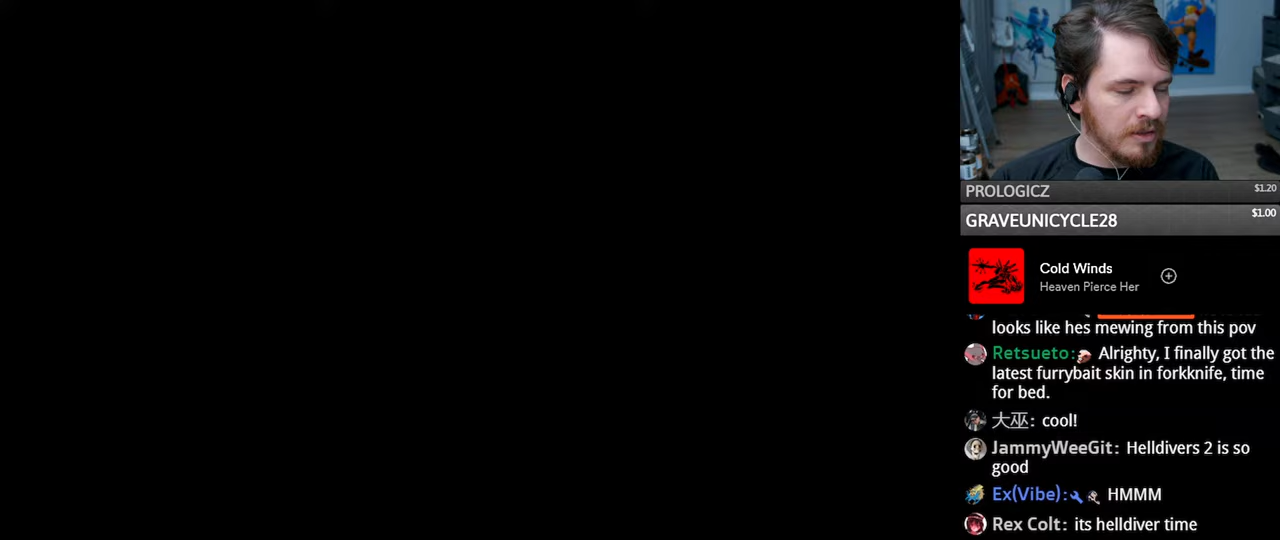 PROLOGICZ $1.20
GRAVEUNICYCLE28 $1.00
Cold Winds
Heaven Pierce Her
looks like hes mewing from this pov
Retsueto: Alrighty, I finally got the
latest furrybait skin in forkknife, time
for bed.
大巫: cool!
JammyWeeGit: Helldivers 2 is so
good
Ex(Vibe): HMMM
Rex Colt: its helldiver time